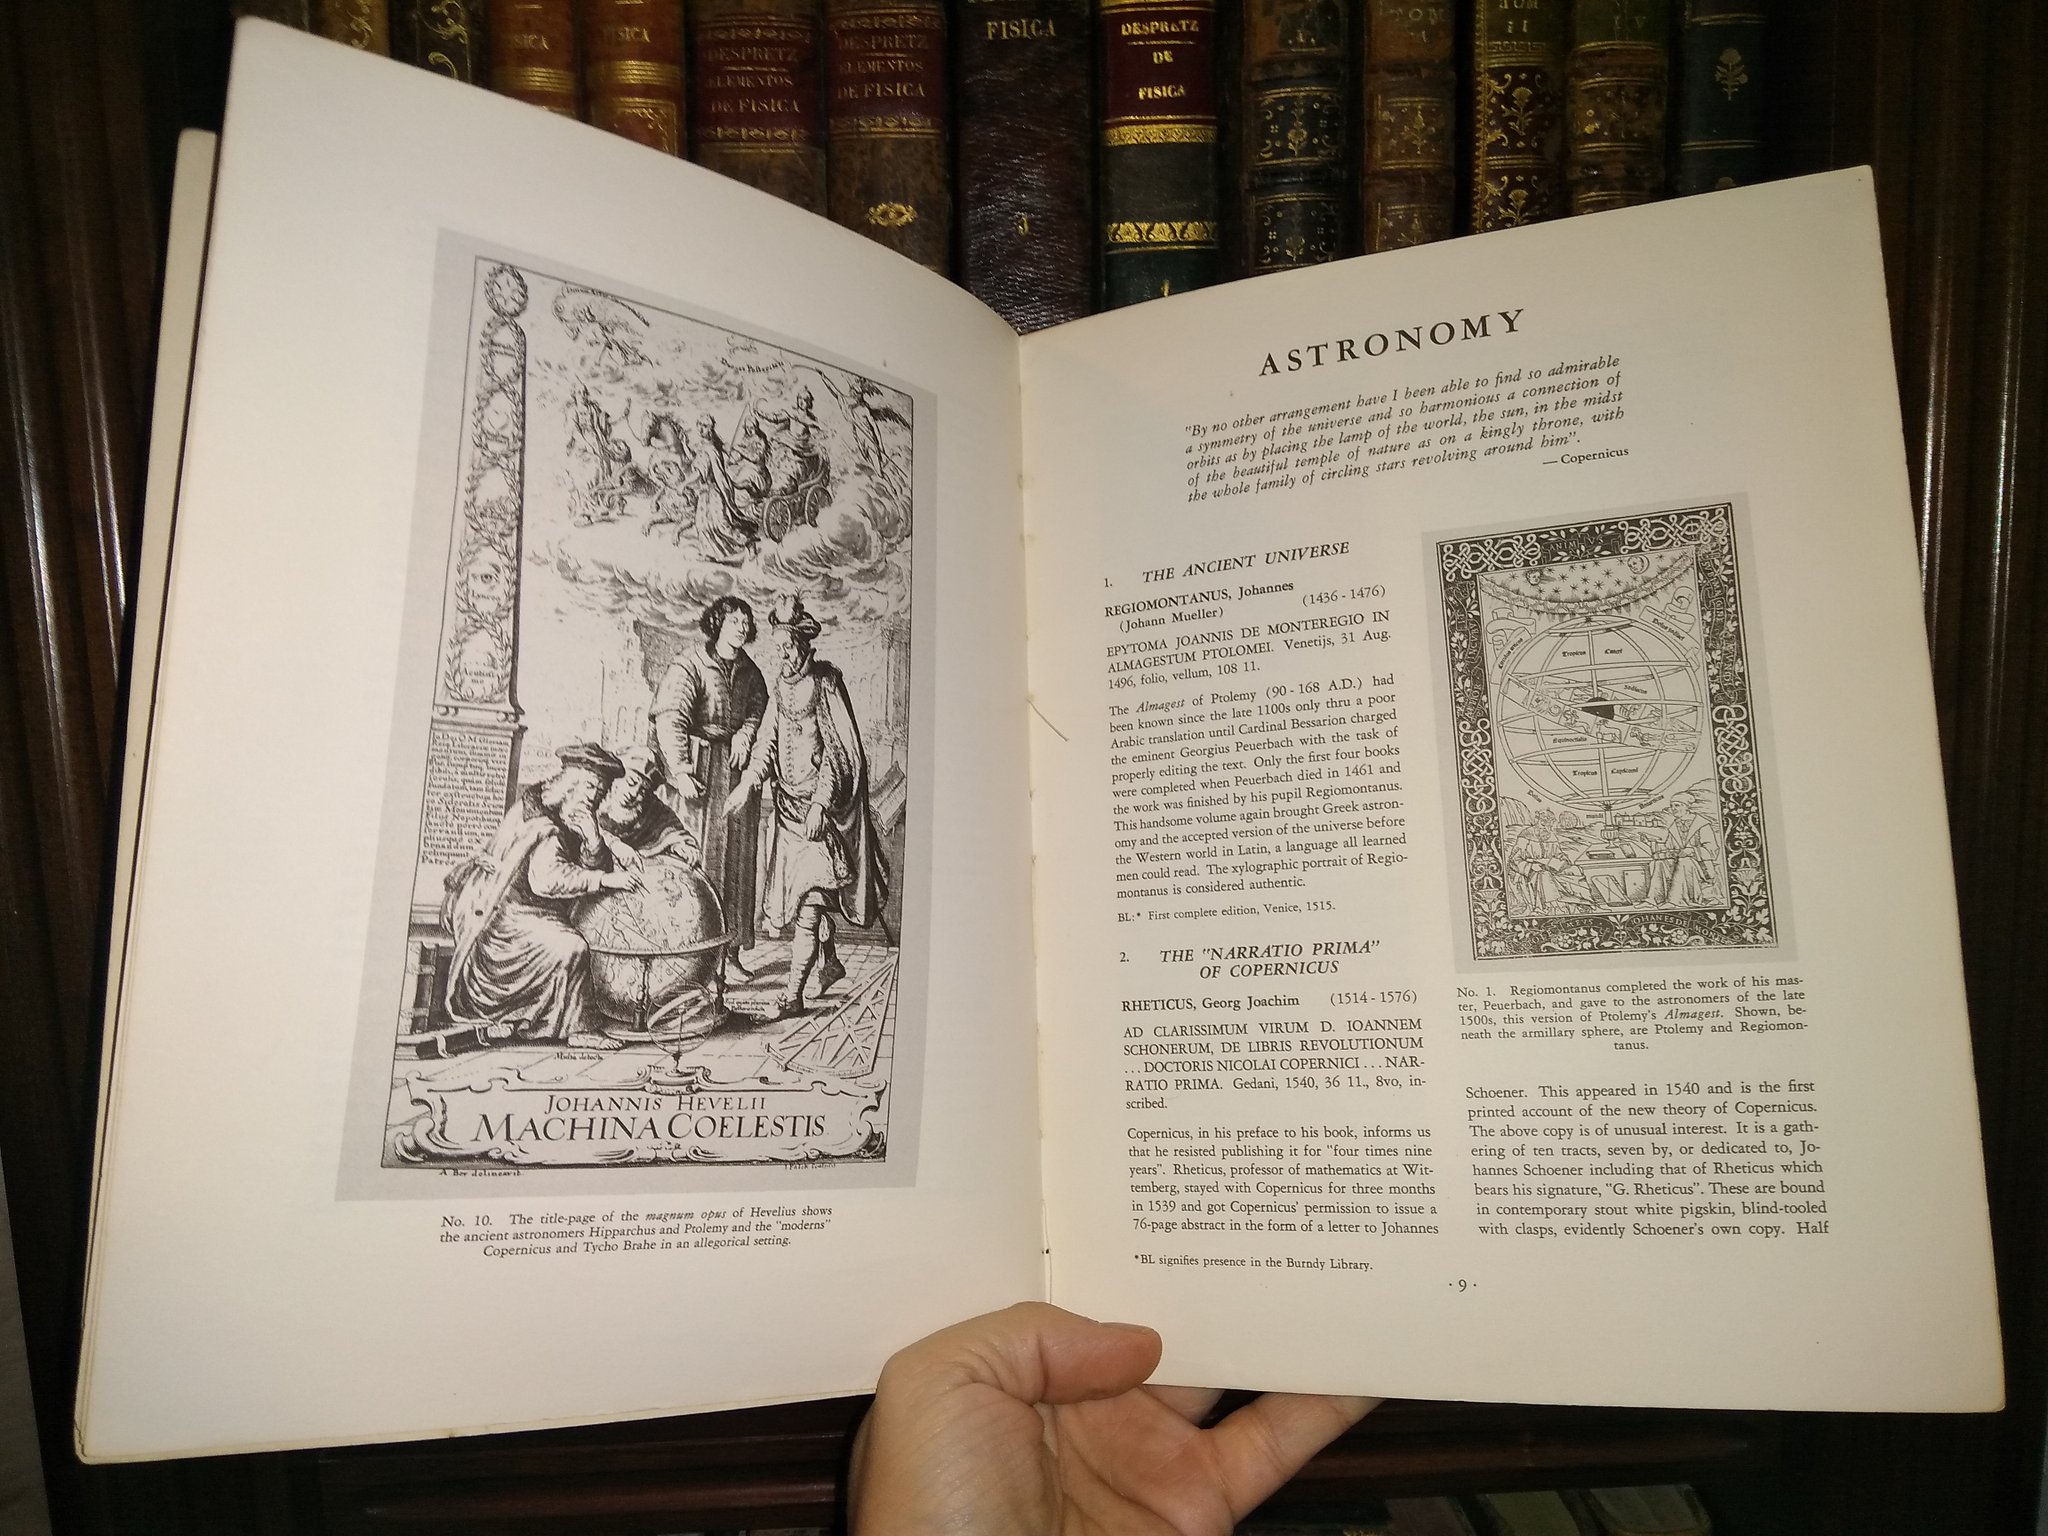 FISICA
FISICA
DESPRETZ
ELEMENTOS
DE FISICA
DESPRETZ
ELEMENTOS
DE FISICA
FISICA
3
DESPRETZ
DE
FISICA
1
TOM
TOM
II
IV
JOHANNIS HEVELII
MACHINA COELESTIS
A Bor delineavit
No. 10. The title-page of the magnum opus of Hevelius shows
the ancient astronomers Hipparchus and Ptolemy and the "moderns"
Copernicus and Tycho Brahe in an allegorical setting.
ASTRONOMY
"By no other arrangement have I been able to find so admirable
a symmetry of the universe and so harmonious a connection of
orbits as by placing the lamp of the world, the sun, in the midst
of the beautiful temple of nature as on a kingly throne, with
the whole family of circling stars revolving around him".
— Copernicus
1. THE ANCIENT UNIVERSE
REGIOMONTANUS, Johannes
(Johann Mueller) (1436 - 1476)
EPYTOMA JOANNIS DE MONTEREGIO IN
ALMAGESTUM PTOLOMEI. Venetijs, 31 Aug.
1496, folio, vellum, 108 11.
The Almagest of Ptolemy (90 - 168 A.D.) had
been known since the late 1100s only thru a poor
Arabic translation until Cardinal Bessarion charged
the eminent Georgius Peuerbach with the task of
properly editing the text. Only the first four books
were completed when Peuerbach died in 1461 and
the work was finished by his pupil Regiomontanus.
This handsome volume again brought Greek astron-
omy and the accepted version of the universe before
the Western world in Latin, a language all learned
men could read. The xylographic portrait of Regio-
montanus is considered authentic.
BL:* First complete edition, Venice, 1515.
2. THE "NARRATIO PRIMA"
OF COPERNICUS
RHETICUS, Georg Joachim (1514 - 1576)
AD CLARISSIMUM VIRUM D. IOANNEM
SCHONERUM, DE LIBRIS REVOLUTIONUM
... DOCTORIS NICOLAI COPERNICI ... NAR-
RATIO PRIMA. Gedani, 1540, 36 11., 8vo, in-
scribed.
Copernicus, in his preface to his book, informs us
that he resisted publishing it for "four times nine
years". Rheticus, professor of mathematics at Wit-
temberg, stayed with Copernicus for three months
in 1539 and got Copernicus' permission to issue a
76-page abstract in the form of a letter to Johannes
*BL signifies presence in the Burndy Library.
Tropicus Cancri
Zodiacus
Equinoctialis
Tropicus Capricorni
No. 1. Regiomontanus completed the work of his mas-
ter, Peuerbach, and gave to the astronomers of the late
1500s, this version of Ptolemy's Almagest. Shown, be-
neath the armillary sphere, are Ptolemy and Regiomon-
tanus.
Schoener. This appeared in 1540 and is the first
printed account of the new theory of Copernicus.
The above copy is of unusual interest. It is a gath-
ering of ten tracts, seven by, or dedicated to, Jo-
hannes Schoener including that of Rheticus which
bears his signature, "G. Rheticus". These are bound
in contemporary stout white pigskin, blind-tooled
with clasps, evidently Schoener's own copy. Half
· 9 ·